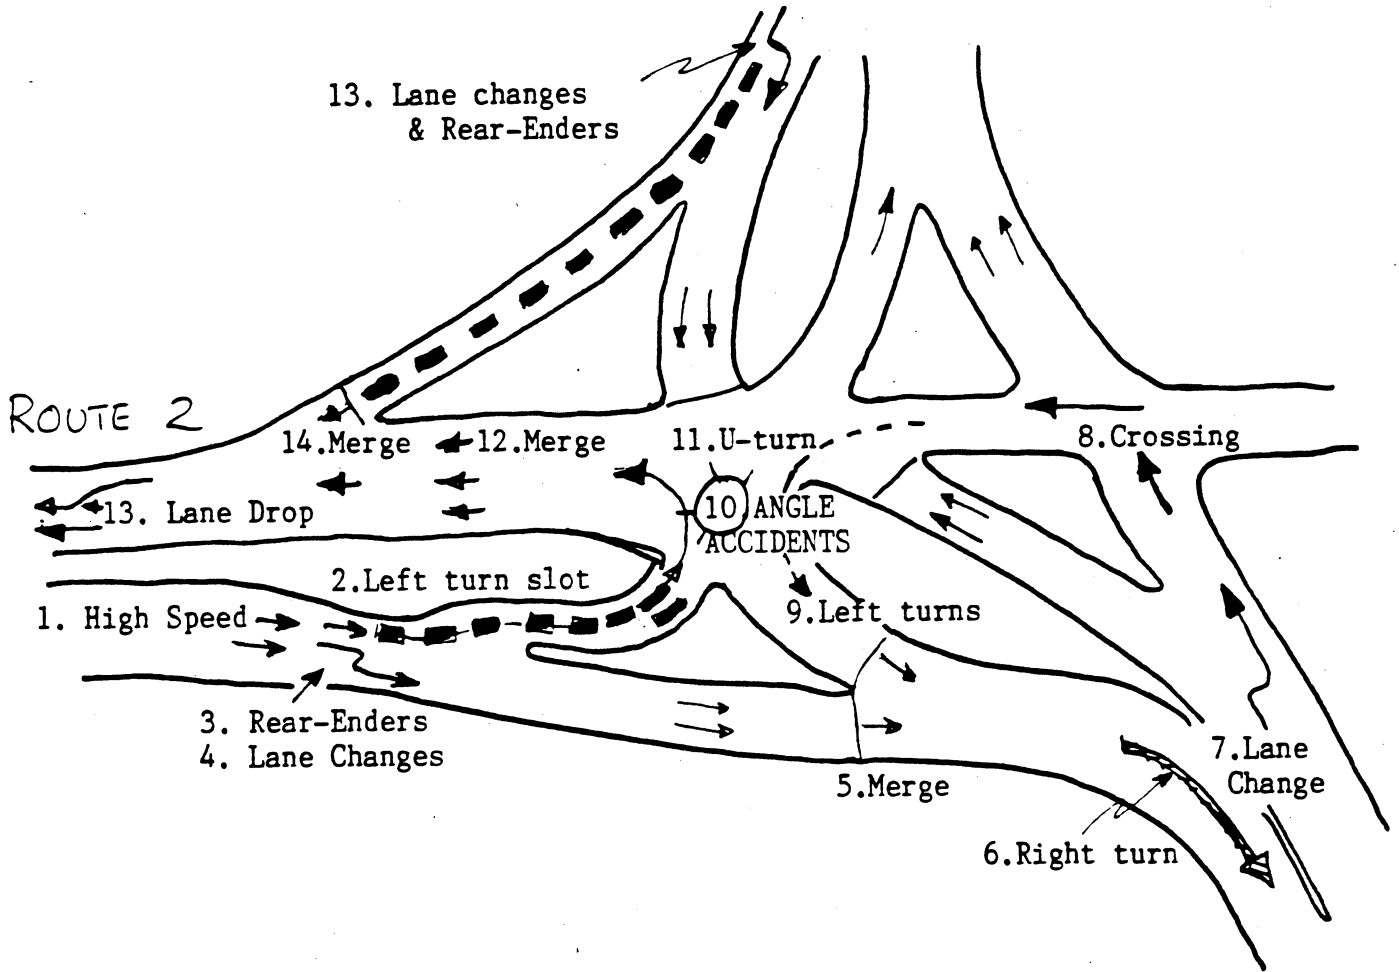 13. Lane changes
& Rear-Enders
ROUTE 2
14.Merge
12.Merge
11.U-turn
8.Crossing
13. Lane Drop
10 ANGLE
ACCIDENTS
2.Left turn slot
1. High Speed
9.Left turns
3. Rear-Enders
4. Lane Changes
5.Merge
7.Lane
Change
6.Right turn